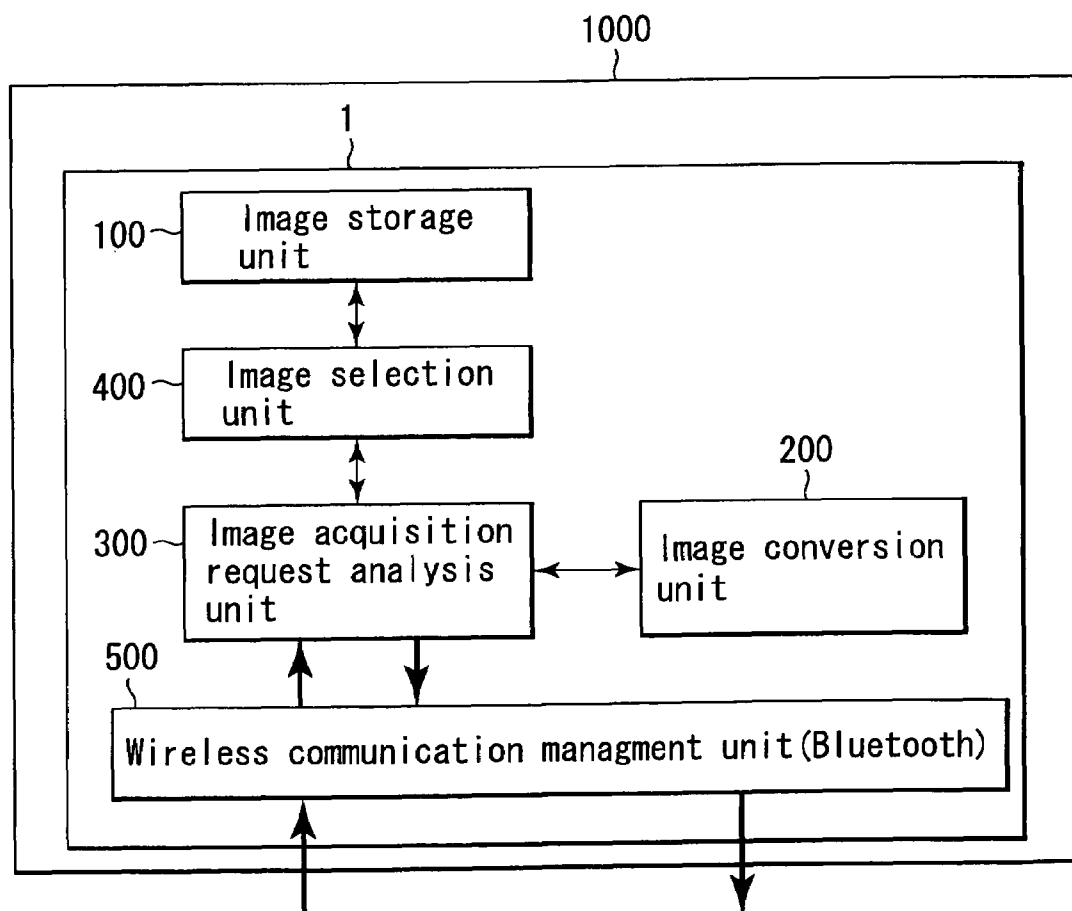 1000
1
100
Image storage
unit
400
Image selection
unit
200
300
Image acquisition
request analysis
unit
Image conversion
unit
500
Wireless communication managment unit(Bluetooth)